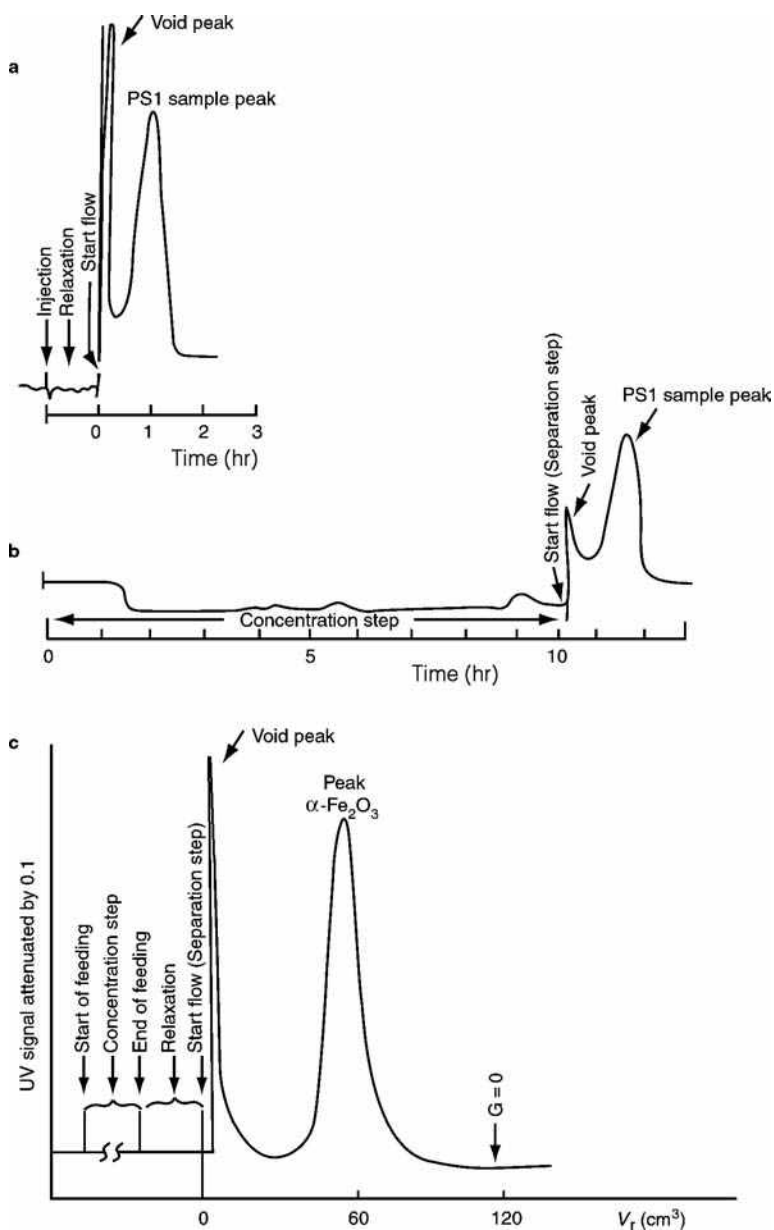 a
Void peak
PS1 sample peak
Injection
Relaxation
Start flow
0 1 2 3
Time (hr)
b
Start flow (Separation step)
Void peak
PS1 sample peak
Concentration step
0 5 10
Time (hr)
c
Void peak
Peak
α-Fe₂O₃
UV signal attenuated by 0.1
Start of feeding
Concentration step
End of feeding
Relaxation
Start flow (Separation step)
G = 0
0 60 120 Vᵣ (cm³)